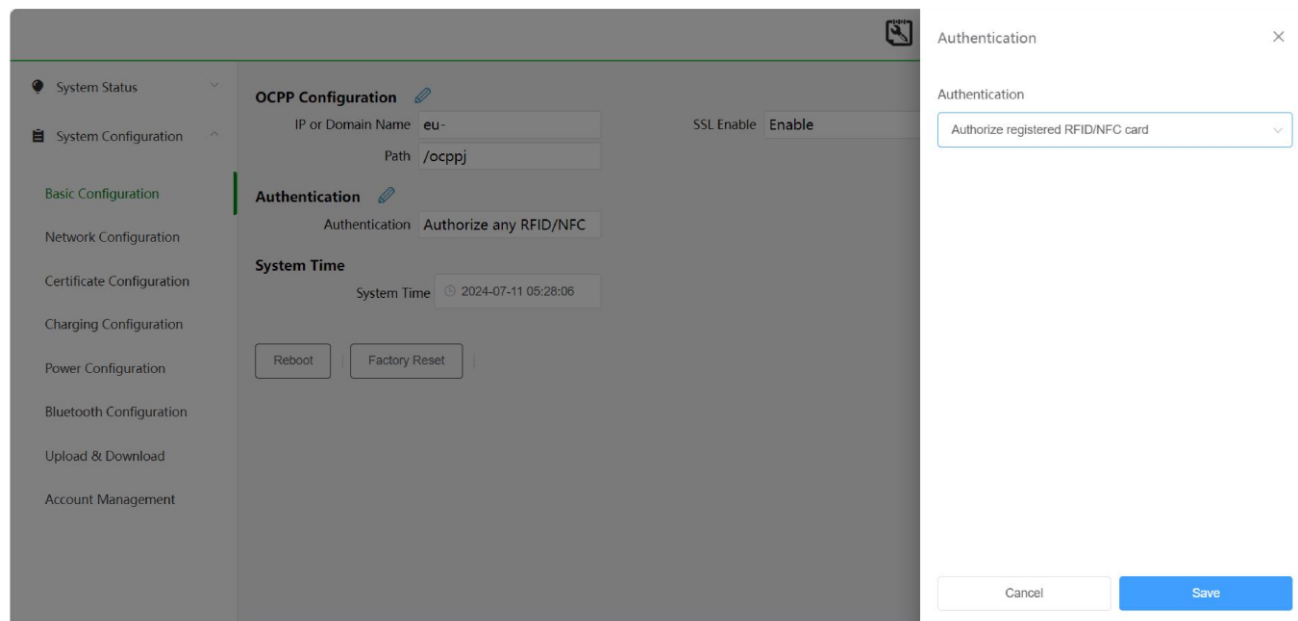 Authentication
Authentication
Authorize registered RFID/NFC card
System Status
System Configuration
Basic Configuration
Network Configuration
Certificate Configuration
Charging Configuration
Power Configuration
Bluetooth Configuration
Upload & Download
Account Management
OCPP Configuration
IP or Domain Name eu-
SSL Enable Enable
Path /ocppj
Authentication
Authentication Authorize any RFID/NFC
System Time
System Time 2024-07-11 05:28:06
Reboot Factory Reset
Cancel Save